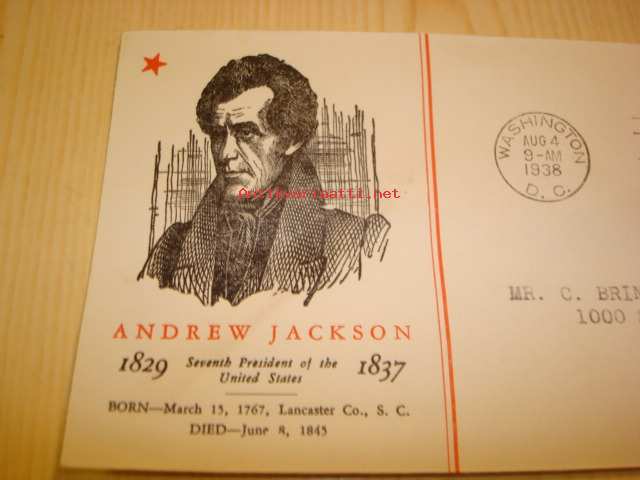 WASHINGTON
AUG 4
9-AM
1938
D. C.
Antikvariaatti.net
MR. C. BRIN
1000
ANDREW JACKSON
1829 Seventh President of the United States 1837
BORN—March 15, 1767, Lancaster Co., S. C.
DIED—June 8, 1845